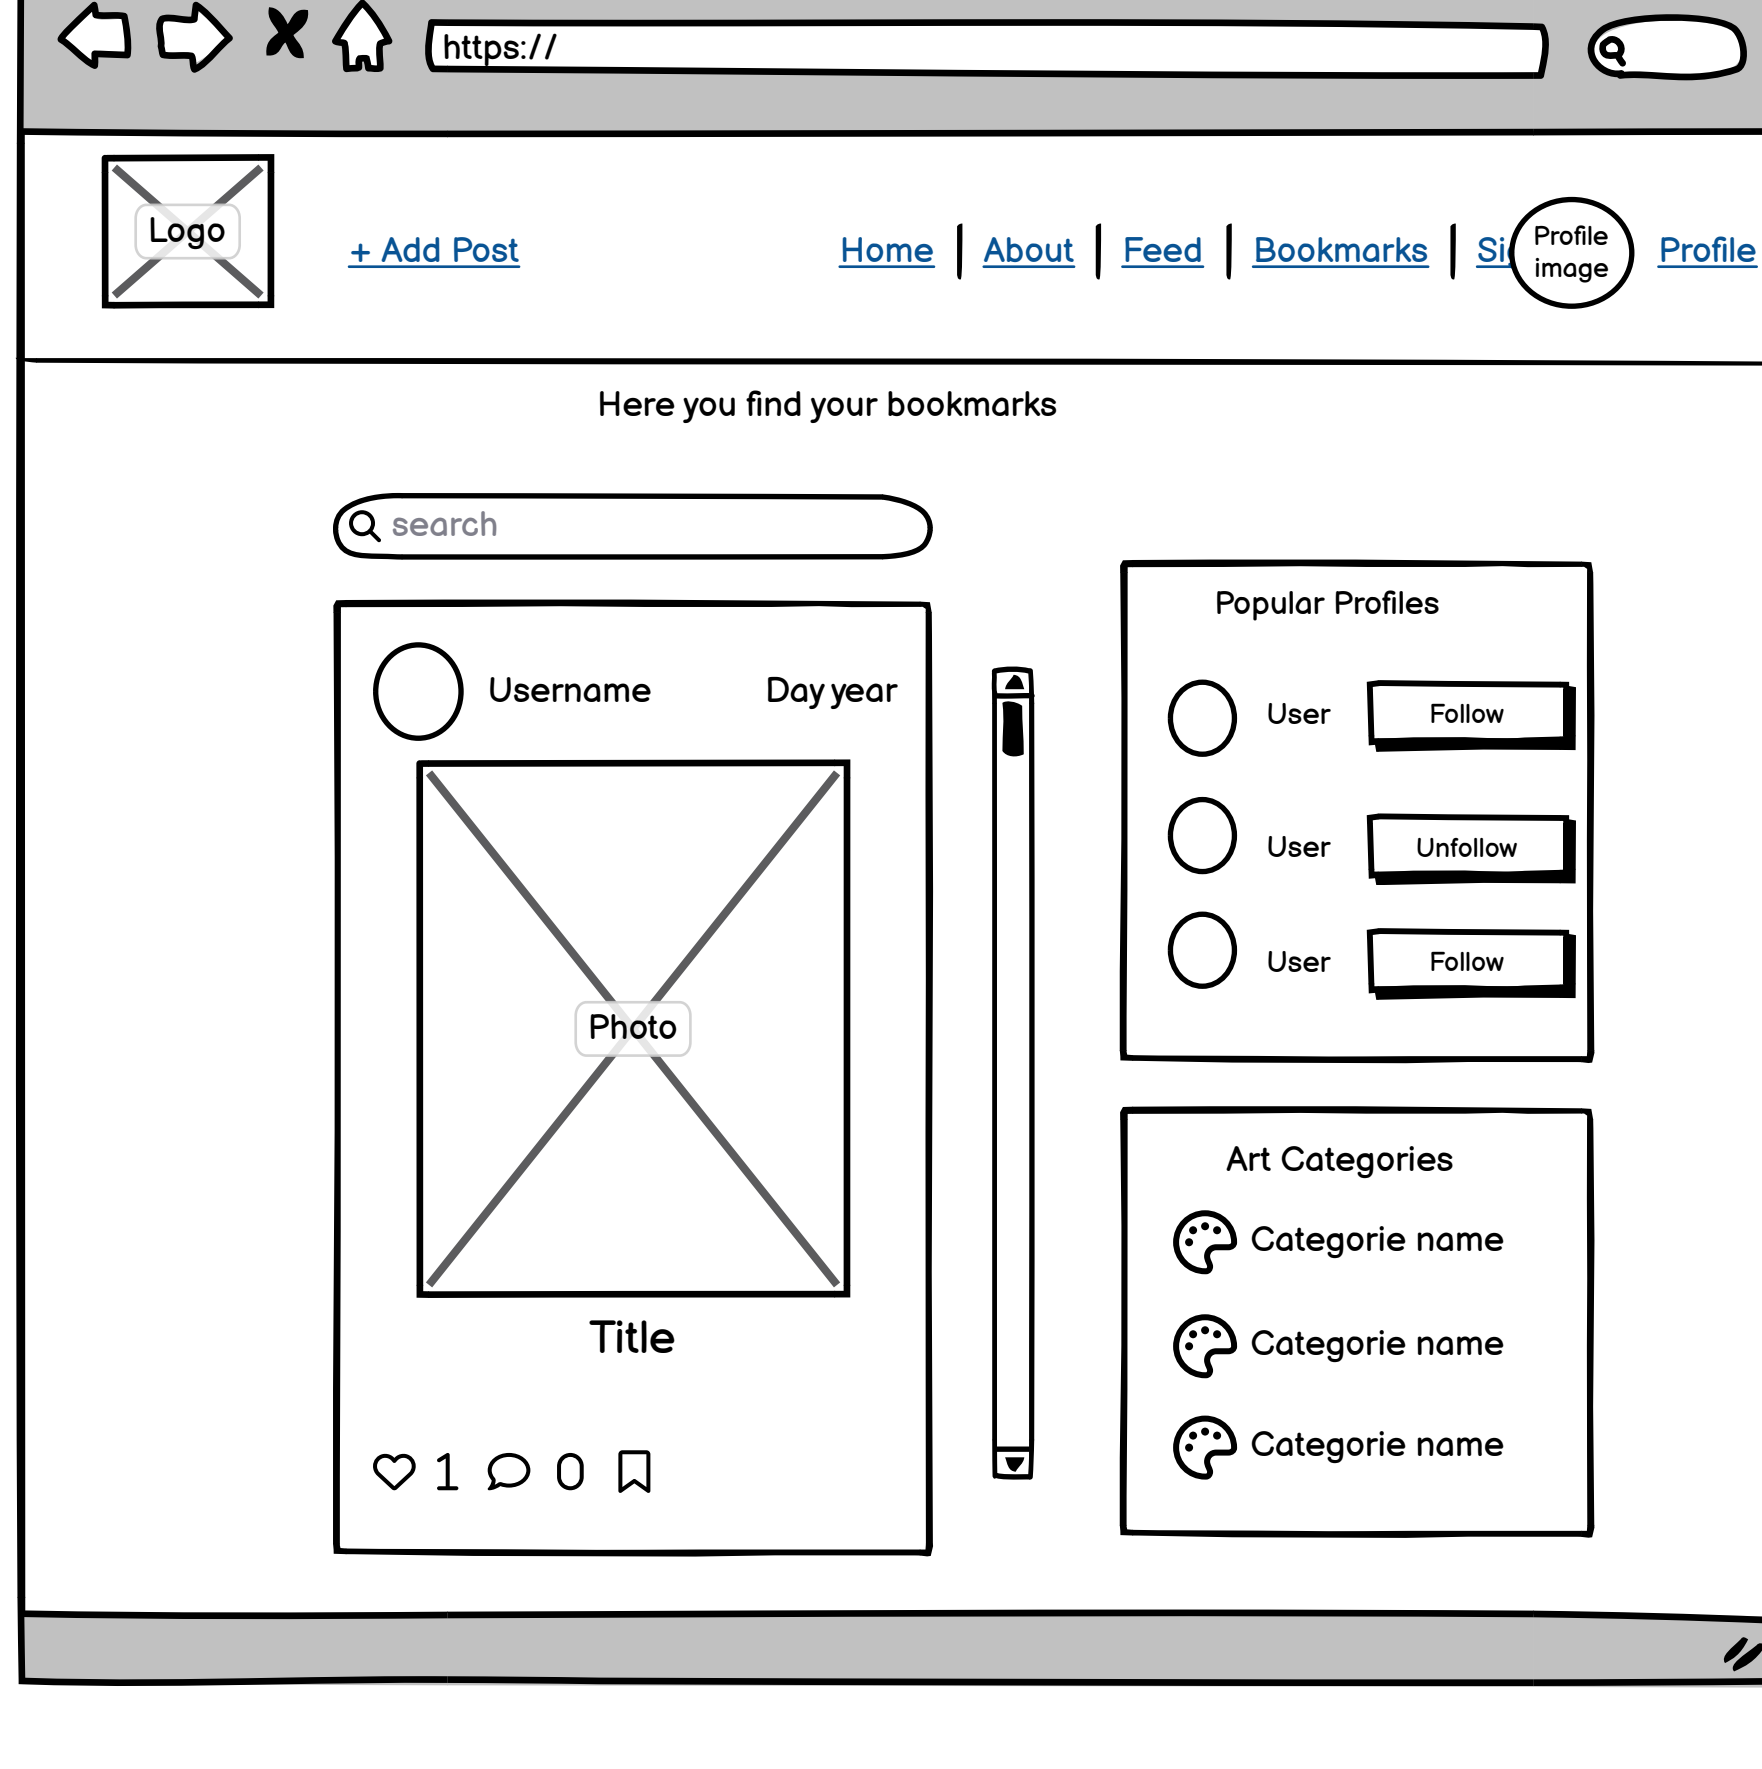 https://
Logo
+ Add Post
Home
About
Feed
Bookmarks
Profile
image
Profile
Here you find your bookmarks
search
Username
Day year
Photo
Title
1
0
Popular Profiles
User
Follow
User
Unfollow
User
Follow
Art Categories
Categorie name
Categorie name
Categorie name